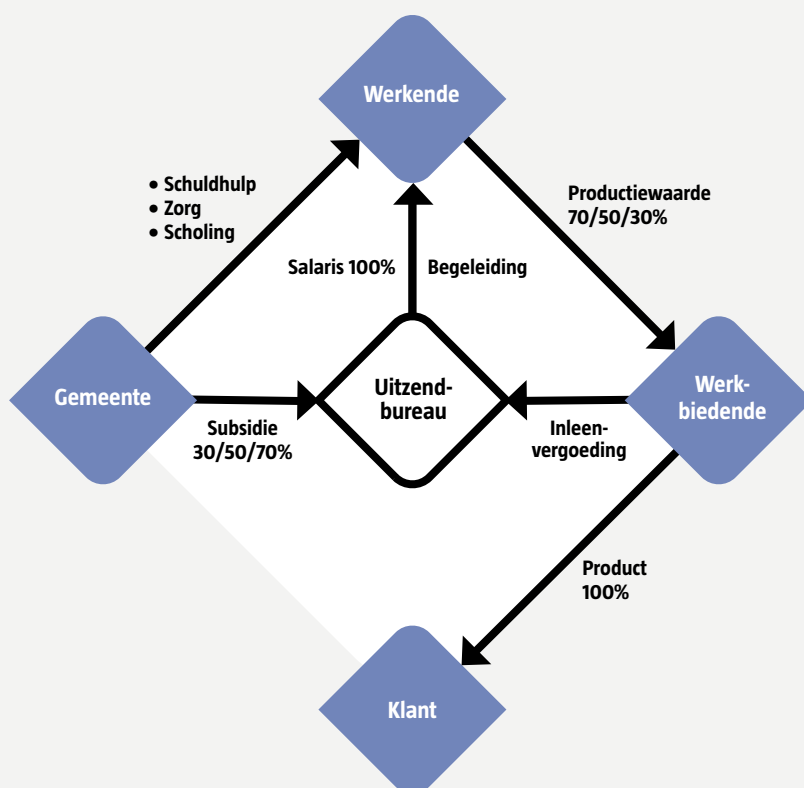 Werkende
• Schuldhulp
• Zorg
• Scholing
Productiewaarde
70/50/30%
Salaris 100%
Begeleiding
Gemeente
Uitzend-
bureau
Werk-
biedende
Subsidie
30/50/70%
Inleen-
vergoeding
Product
100%
Klant